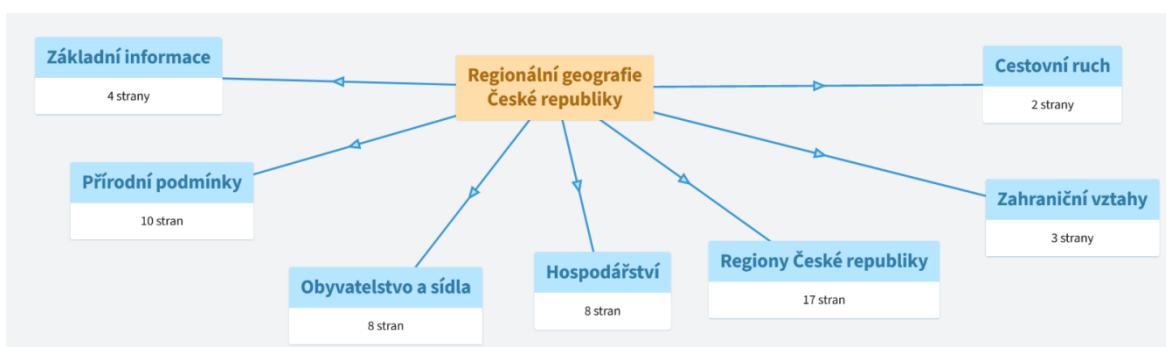 Základní informace
4 strany
Regionální geografie
České republiky
Cestovní ruch
2 strany
Přírodní podmínky
10 stran
Zahraniční vztahy
3 strany
Obyvatelstvo a sídla
8 stran
Hospodářství
8 stran
Regiony České republiky
17 stran